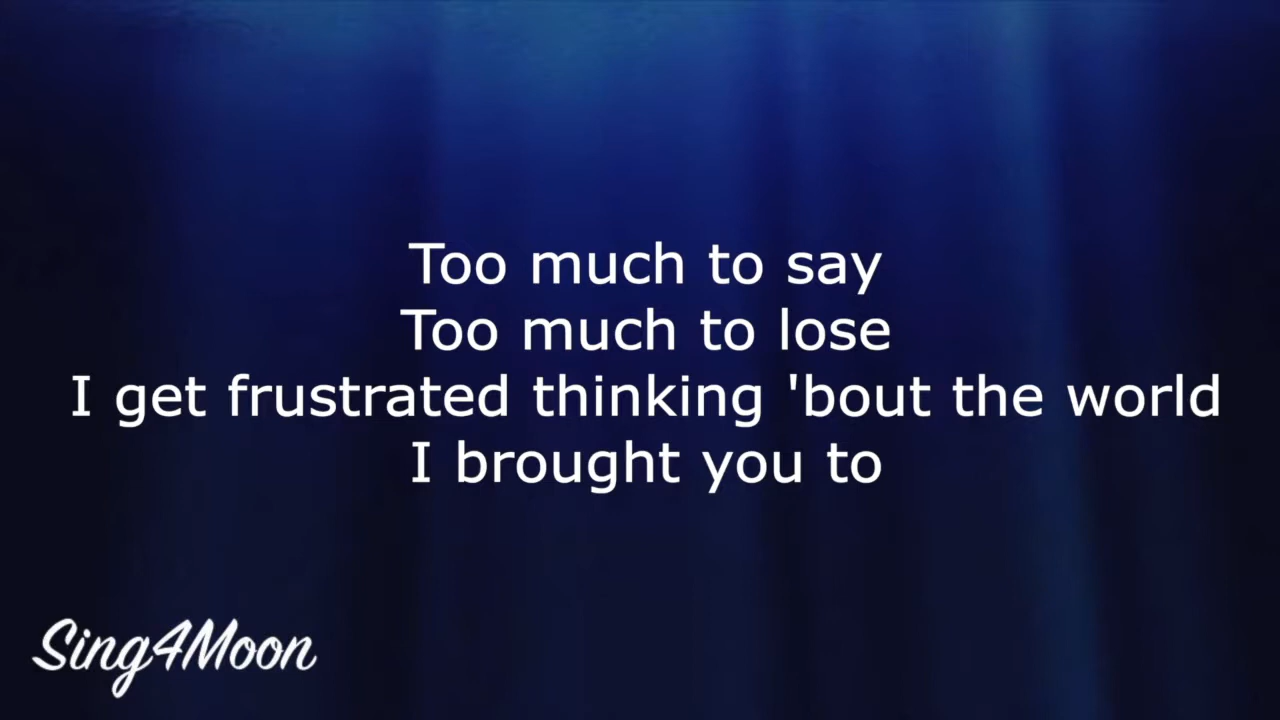 Too much to say
Too much to lose
I get frustrated thinking 'bout the world
I brought you to
Sing4Moon